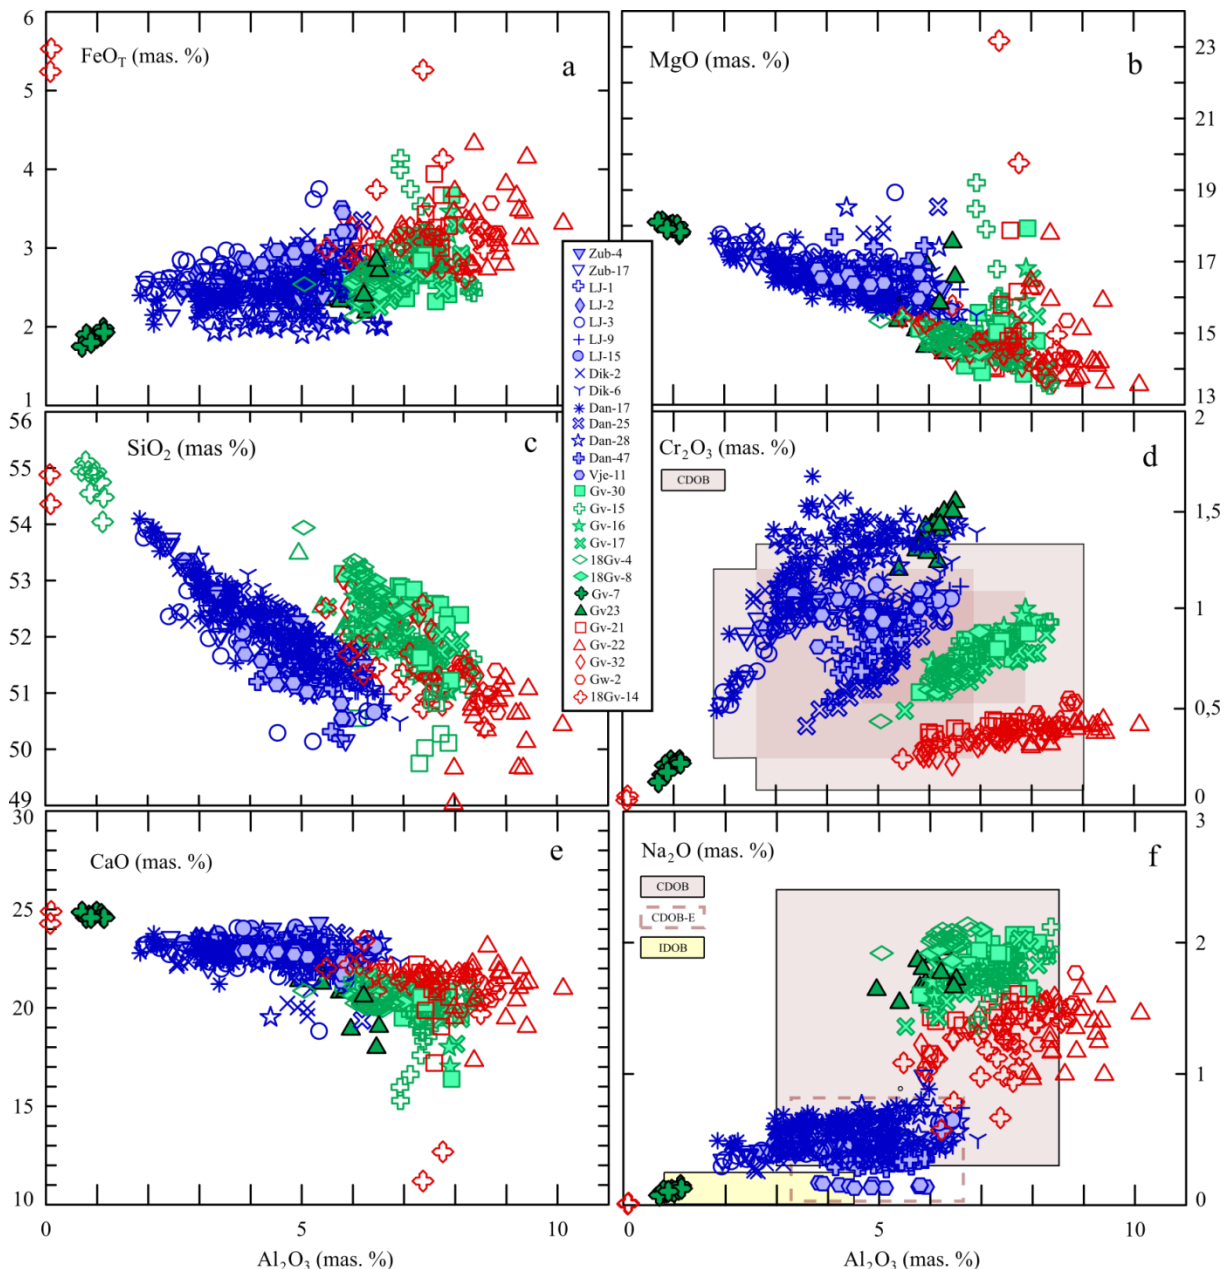 FeO_T (mas. %)
a
6
5
4
3
2
1
MgO (mas. %)
b
23
21
19
17
15
13
SiO₂ (mas %)
c
56
55
54
53
52
51
50
49
Zub-4
Zub-17
LJ-1
LJ-2
LJ-3
LJ-9
LJ-15
Dik-2
Dik-6
Dan-17
Dan-25
Dan-28
Dan-47
Vje-11
Gv-30
Gv-15
Gv-16
Gv-17
18Gv-4
18Gv-8
Gv-7
Gv23
Gv-21
Gv-22
Gv-32
Gw-2
18Gv-14
Cr₂O₃ (mas. %)
d
CDOB
2
1.5
1
0.5
0
CaO (mas. %)
e
30
25
20
15
10
0
5
10
Al₂O₃ (mas. %)
Na₂O (mas. %)
f
CDOB
CDOB-E
IDOB
3
2
1
0
0
5
10
Al₂O₃ (mas. %)